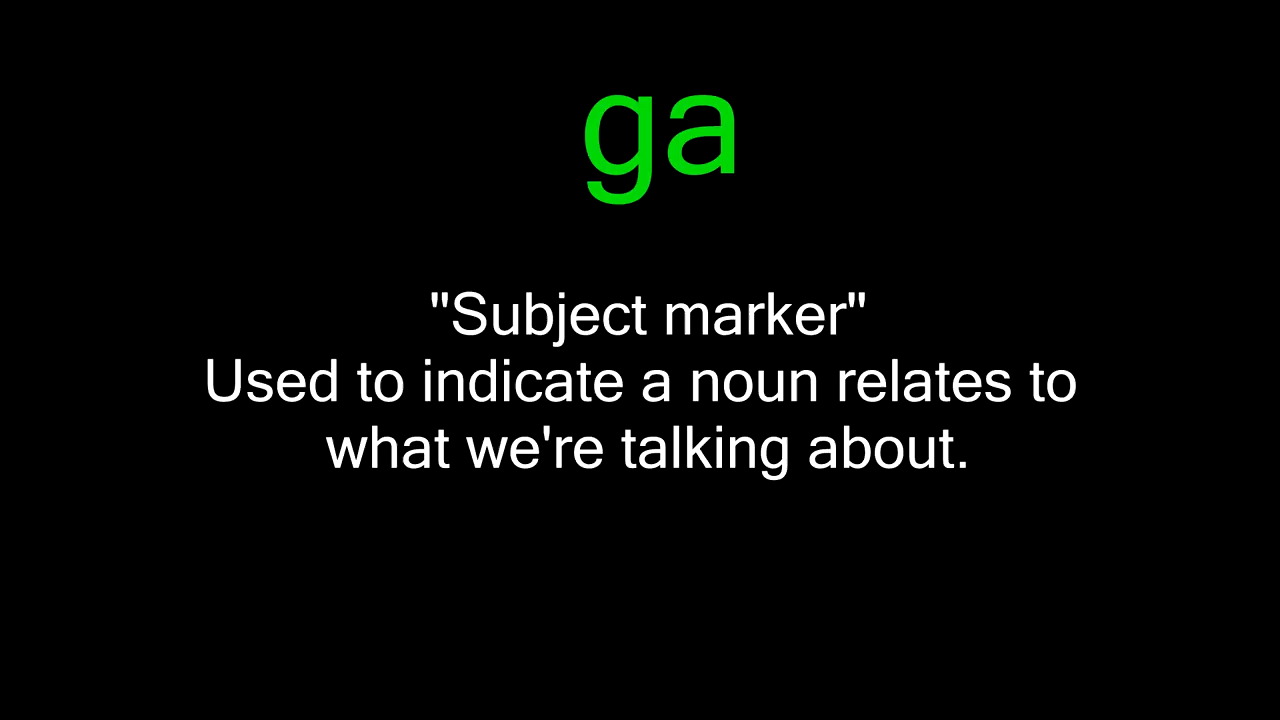 ga
"Subject marker"
Used to indicate a noun relates to
what we're talking about.